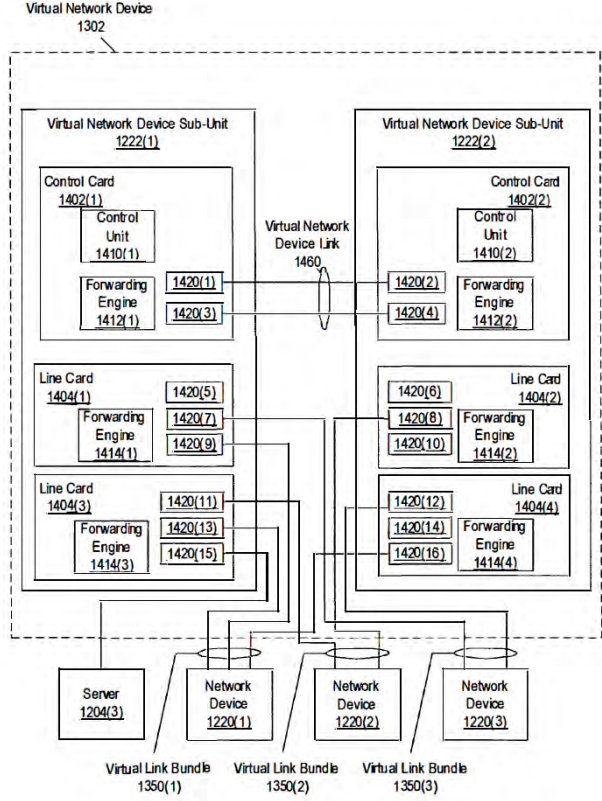 Virtual Network Device
1302
Virtual Network Device Sub-Unit
1222(1)
Control Card
1402(1)
Control
Unit
1410(1)
Forwarding
Engine
1412(1)
1420(1)
1420(3)
Line Card
1404(1)
Forwarding
Engine
1414(1)
1420(5)
1420(7)
1420(9)
Line Card
1404(3)
Forwarding
Engine
1414(3)
1420(11)
1420(13)
1420(15)
Virtual Network
Device Link
1460
Virtual Network Device Sub-Unit
1222(2)
Control Card
1402(2)
Control
Unit
1410(2)
1420(2)
1420(4)
Forwarding
Engine
1412(2)
Line Card
1404(2)
1420(6)
1420(8)
1420(10)
Forwarding
Engine
1414(2)
Line Card
1404(4)
1420(12)
1420(14)
1420(16)
Forwarding
Engine
1414(4)
Server
1204(3)
Network
Device
1220(1)
Network
Device
1220(2)
Network
Device
1220(3)
Virtual Link Bundle
1350(1)
Virtual Link Bundle
1350(2)
Virtual Link Bundle
1350(3)